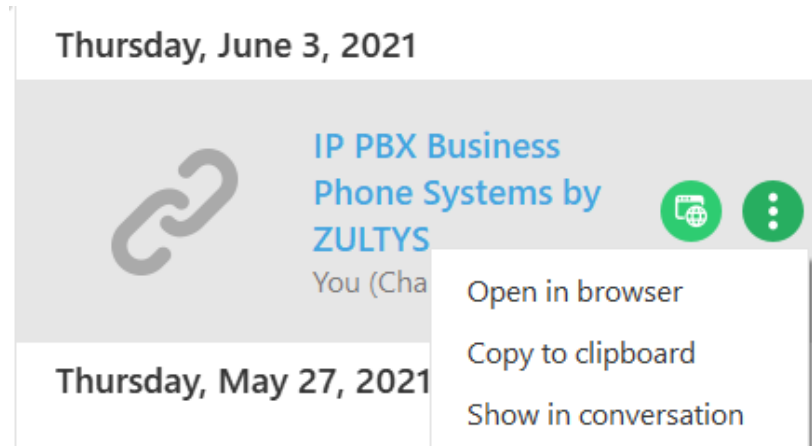 Thursday, June 3, 2021
IP PBX Business
Phone Systems by
ZULTYS
You (Cha
Open in browser
Copy to clipboard
Show in conversation
Thursday, May 27, 2021